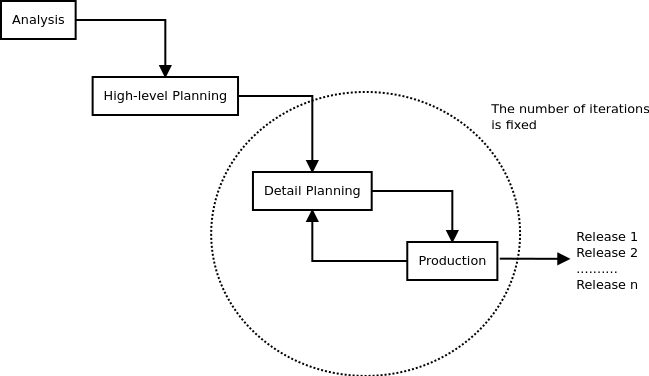 Analysis
High-level Planning
The number of iterations
is fixed
Detail Planning
Production
Release 1
Release 2
..........
Release n